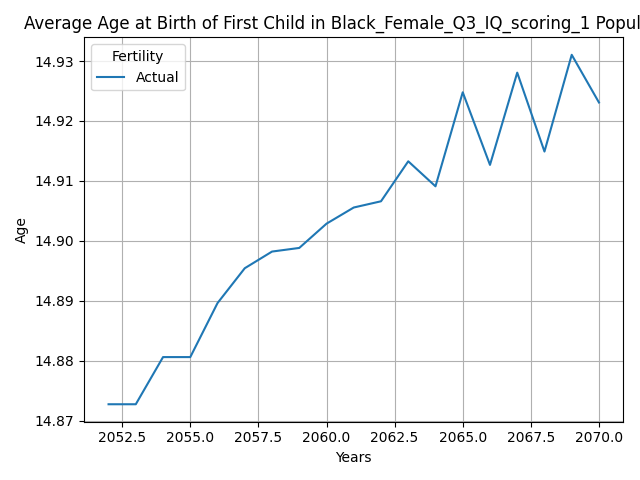 Average Age at Birth of First Child in Black_Female_Q3_IQ_scoring_1 Popul
Fertility
Actual
14.93
14.92
14.91
14.90
14.89
14.88
14.87
Age
2052.5 2055.0 2057.5 2060.0 2062.5 2065.0 2067.5 2070.0
Years